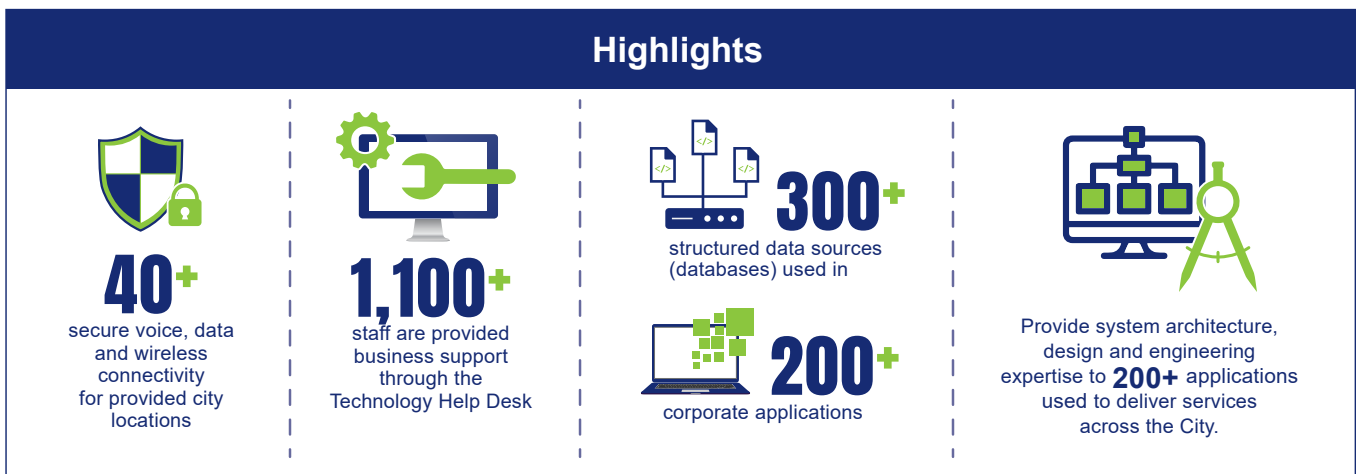 Highlights
40+
secure voice, data
and wireless
connectivity
for provided city
locations
1,100+
staff are provided
business support
through the
Technology Help Desk
</>
</>
</>
300+
structured data sources
(databases) used in
200+
corporate applications
Provide system architecture,
design and engineering
expertise to 200+ applications
used to deliver services
across the City.